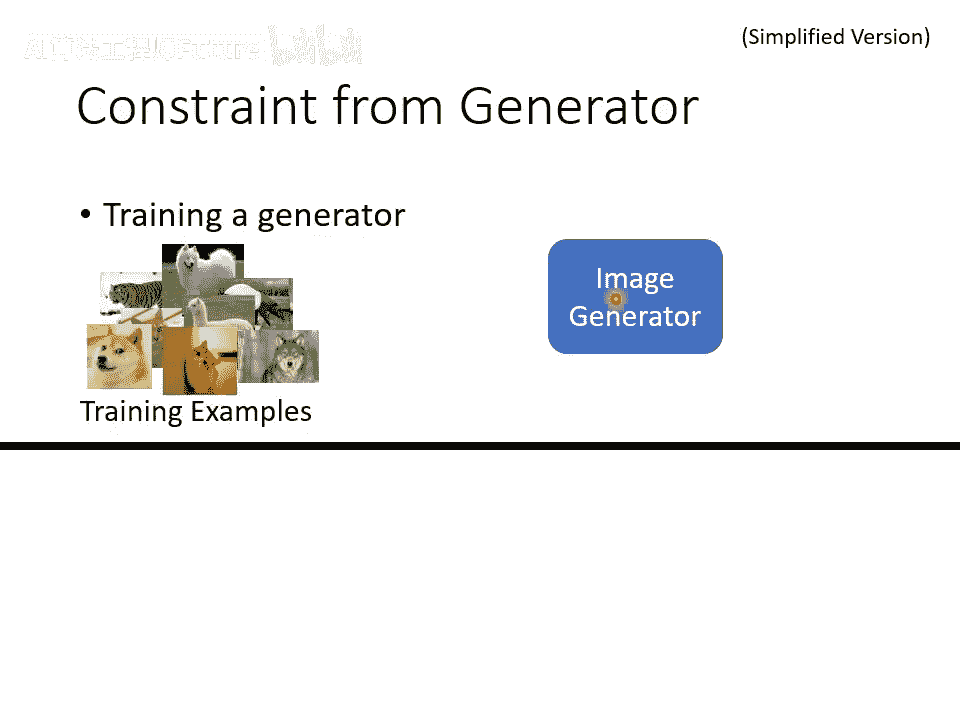 (Simplified Version)
Constraint from Generator
• Training a generator
Image
Generator
Training Examples